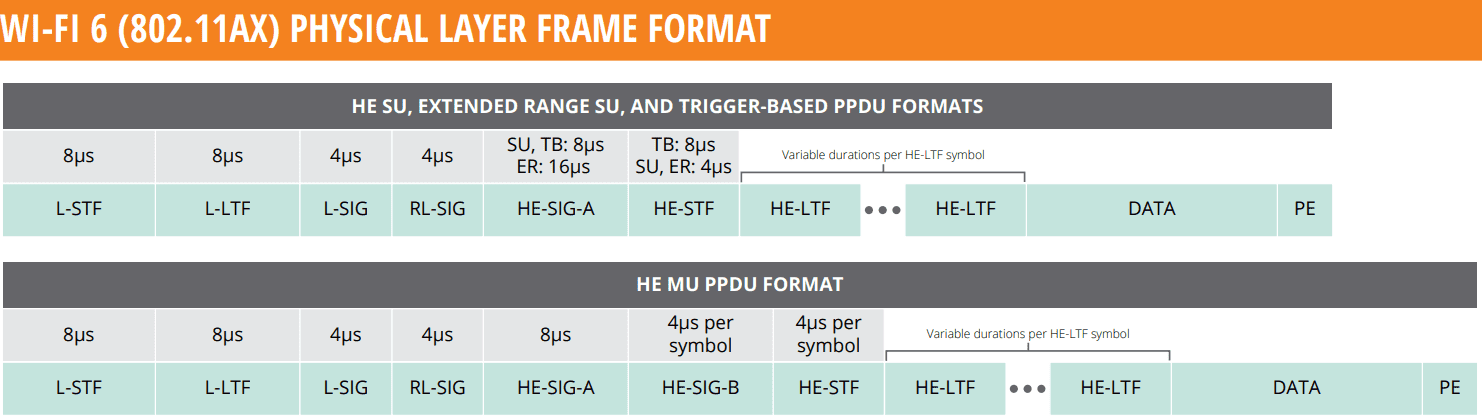 WI-FI 6 (802.11AX) PHYSICAL LAYER FRAME FORMAT
HE SU, EXTENDED RANGE SU, AND TRIGGER-BASED PPDU FORMATS
8µs 8µs 4µs 4µs SU, TB: 8µs TB: 8µs
ER: 16µs SU, ER: 4µs
Variable durations per HE-LTF symbol
L-STF L-LTF L-SIG RL-SIG HE-SIG-A HE-STF HE-LTF ••• HE-LTF DATA PE
HE MU PPDU FORMAT
8µs 8µs 4µs 4µs 8µs 4µs per 4µs per
symbol symbol
Variable durations per HE-LTF symbol
L-STF L-LTF L-SIG RL-SIG HE-SIG-A HE-SIG-B HE-STF HE-LTF ••• HE-LTF DATA PE